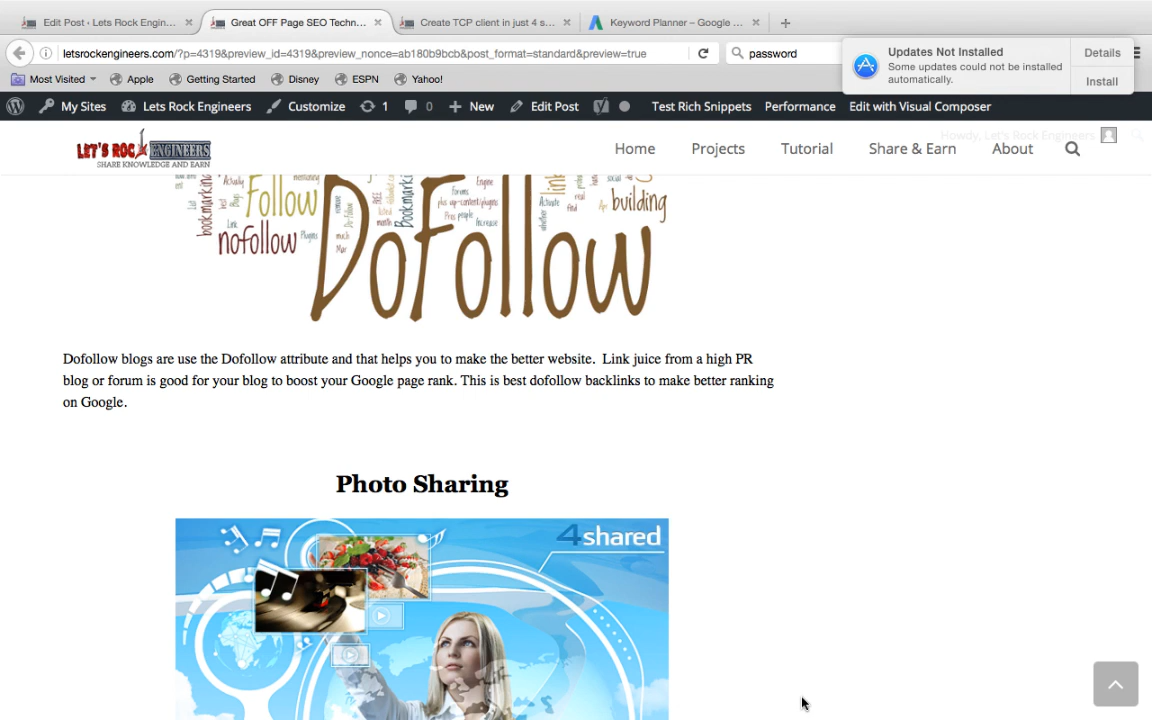 Edit Post ‹ Lets Rock Engin...
Great OFF Page SEO Techn...
Create TCP client in just 4 s...
Keyword Planner – Google ...
letsrockengineers.com/?p=4319&preview_id=4319&preview_nonce=ab180b9bcb&post_format=standard&preview=true
password
Updates Not Installed
Some updates could not be installed
automatically.
Details
Install
Most Visited
Apple
Getting Started
Disney
ESPN
Yahoo!
My Sites
Lets Rock Engineers
Customize
1
0
New
Edit Post
Test Rich Snippets
Performance
Edit with Visual Composer
Howdy, Let's Rock Engineers
LET'S ROCK ENGINEERS
SHARE KNOWLEDGE AND EARN
Home
Projects
Tutorial
Share & Earn
About
Follow
nofollow
bookmarking
DoFollow
building
Dofollow blogs are use the Dofollow attribute and that helps you to make the better website. Link juice from a high PR
blog or forum is good for your blog to boost your Google page rank. This is best dofollow backlinks to make better ranking
on Google.
Photo Sharing
4shared